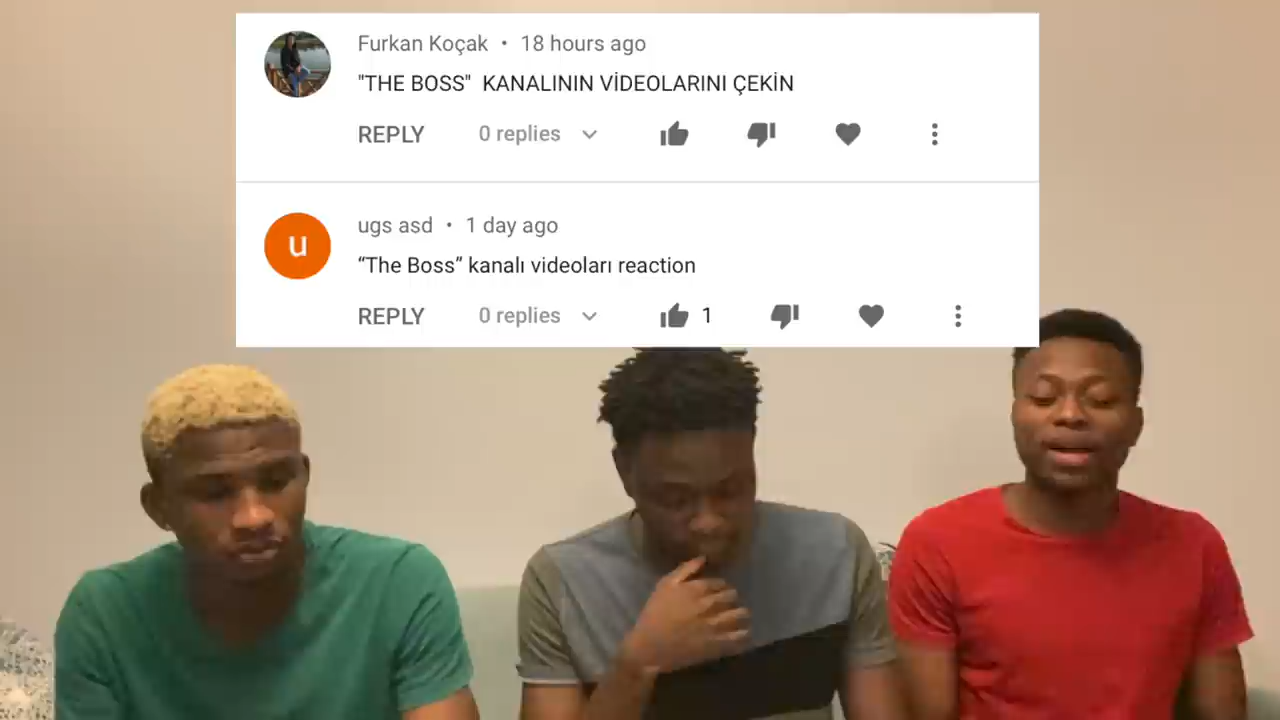 Furkan Koçak • 18 hours ago
"THE BOSS"  KANALININ VİDEOLARINI ÇEKİN
REPLY 0 replies
u
ugs asd • 1 day ago
“The Boss” kanalı videoları reaction
REPLY 0 replies 1